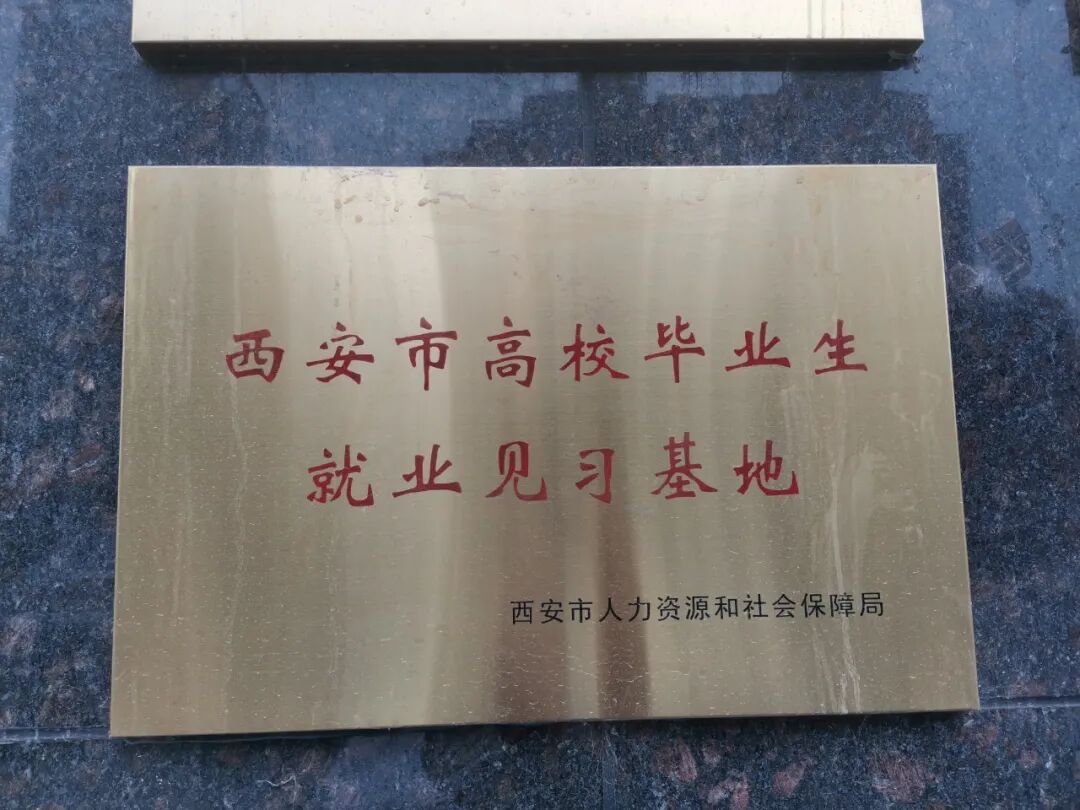 西安市高校毕业生
就业见习基地
西安市人力资源和社会保障局